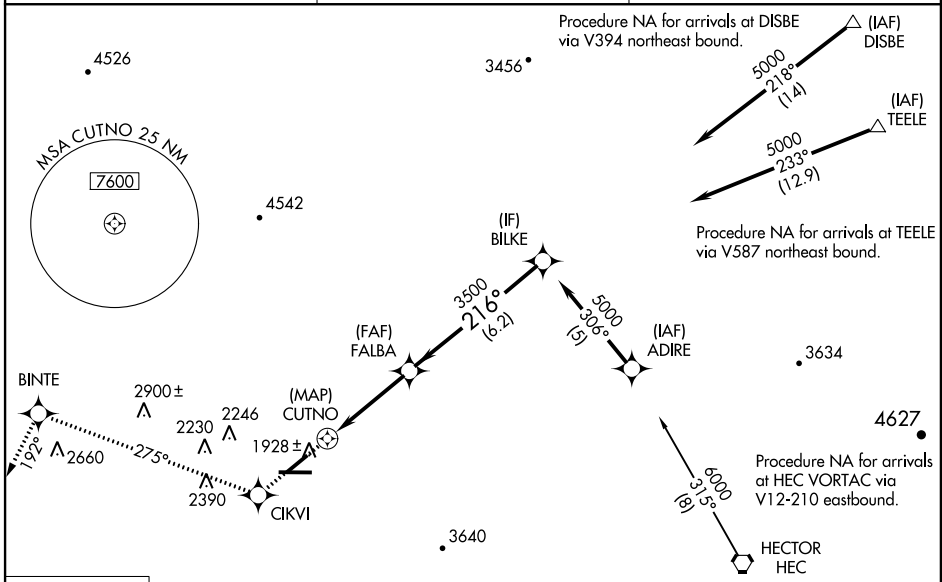 Procedure NA for arrivals at DISBE
via V394 northeast bound.
(IAF)
DISBE
4526
3456
5000
218°
(14)
(IAF)
TEELE
5000
233°
(12.9)
MSA CUTNO 25 NM
7600
4542
Procedure NA for arrivals at TEELE
via V587 northeast bound.
(IF)
BILKE
3500
216°
(6.2)
5000
306°
(5)
(FAF)
FALBA
(IAF)
ADIRE
3634
BINTE
2900 ±
(MAP)
CUTNO
2230
2246
1928 ±
4627
192°
2660
275°
2390
CIKVI
Procedure NA for arrivals
at HEC VORTAC via
V12-210 eastbound.
6000
315°
(8)
3640
HECTOR
HEC